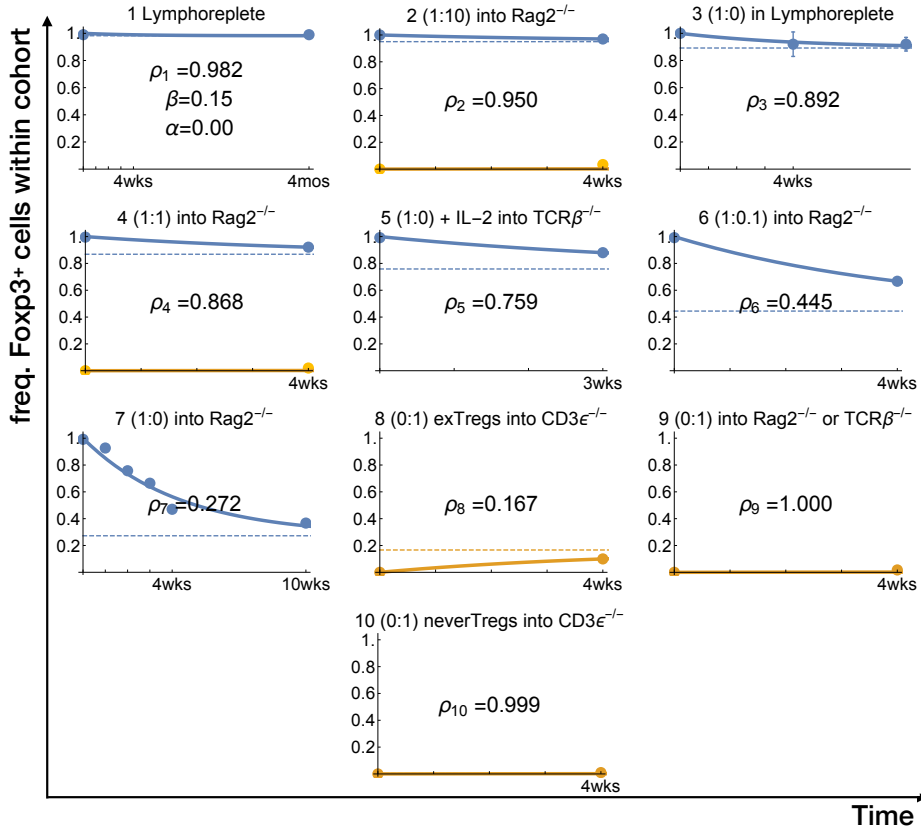 freq. Foxp3+ cells within cohort
1 Lymphoreplete
1.
0.8
0.6
0.4
0.2
ρ₁ =0.982
β=0.15
α=0.00
4wks
4mos
2 (1:10) into Rag2⁻/⁻
1.
0.8
0.6
0.4
0.2
ρ₂ =0.950
4wks
3 (1:0) in Lymphoreplete
1.
0.8
0.6
0.4
0.2
ρ₃ =0.892
4wks
4 (1:1) into Rag2⁻/⁻
1.
0.8
0.6
0.4
0.2
ρ₄ =0.868
4wks
5 (1:0) + IL−2 into TCRβ⁻/⁻
1.
0.8
0.6
0.4
0.2
ρ₅ =0.759
3wks
6 (1:0.1) into Rag2⁻/⁻
1.
0.8
0.6
0.4
0.2
ρ₆ =0.445
4wks
7 (1:0) into Rag2⁻/⁻
1.
0.8
0.6
0.4
0.2
ρ₇ =0.272
4wks
10wks
8 (0:1) exTregs into CD3ϵ⁻/⁻
1.
0.8
0.6
0.4
0.2
ρ₈ =0.167
4wks
9 (0:1) into Rag2⁻/⁻ or TCRβ⁻/⁻
1.
0.8
0.6
0.4
0.2
ρ₉ =1.000
4wks
10 (0:1) neverTregs into CD3ϵ⁻/⁻
1.
0.8
0.6
0.4
0.2
ρ₁₀ =0.999
4wks
Time